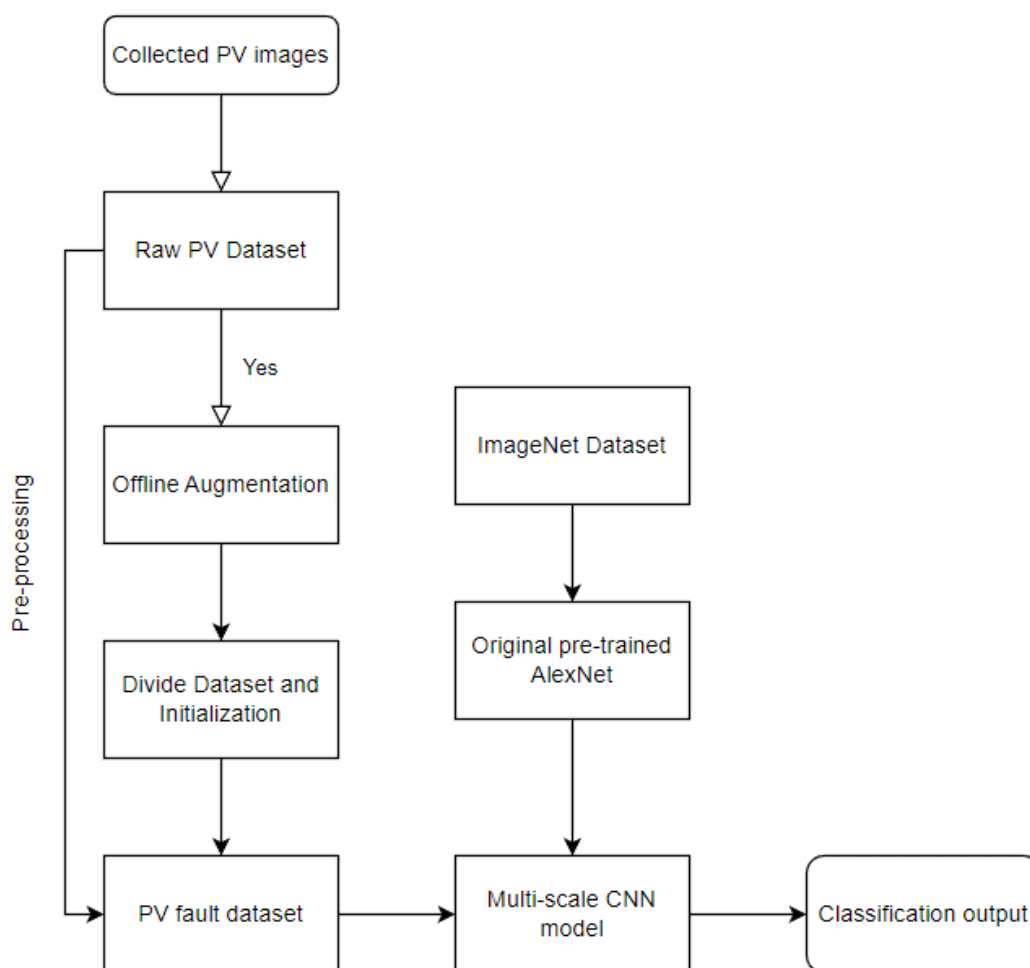 Collected PV images
Raw PV Dataset
Yes
Offline Augmentation
ImageNet Dataset
Pre-processing
Divide Dataset and
Initialization
Original pre-trained
AlexNet
PV fault dataset
Multi-scale CNN
model
Classification output